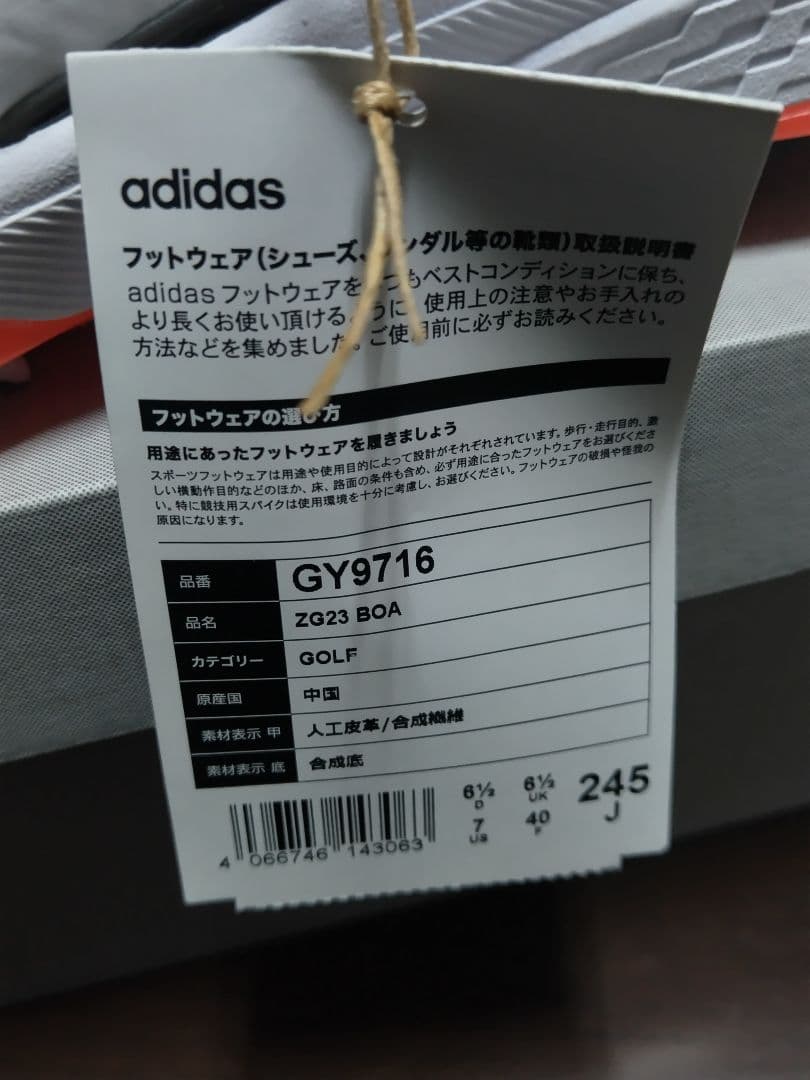 adidas
フットウェア(シューズ、ンダル等の靴類)取扱説明書
adidas フットウェアをつもベストコンディションに保ち、
より長くお使い頂けるように、使用上の注意やお手入れの
方法などを集めました。ご使用前に必ずお読みください。
フットウェアの選び方
用途にあったフットウェアを履きましょう
スポーツフットウェアは用途や使用目的によって設計がそれぞれされています。歩行・走行目的、激
しい横動作目的などのほか、床、路面の条件も含め、必ず用途に合ったフットウェアをお選びくださ
い。特に競技用スパイクは使用環境を十分に考慮し、お選びください。フットウェアの破損や怪我の
原因になります。
品番 GY9716
品名 ZG23 BOA
カテゴリー GOLF
原産国 中国
素材表示 甲 人工皮革/合成繊維
素材表示 底 合成底
6½ 6½ 245
D UK J
7 40
US F
4 066746 143063